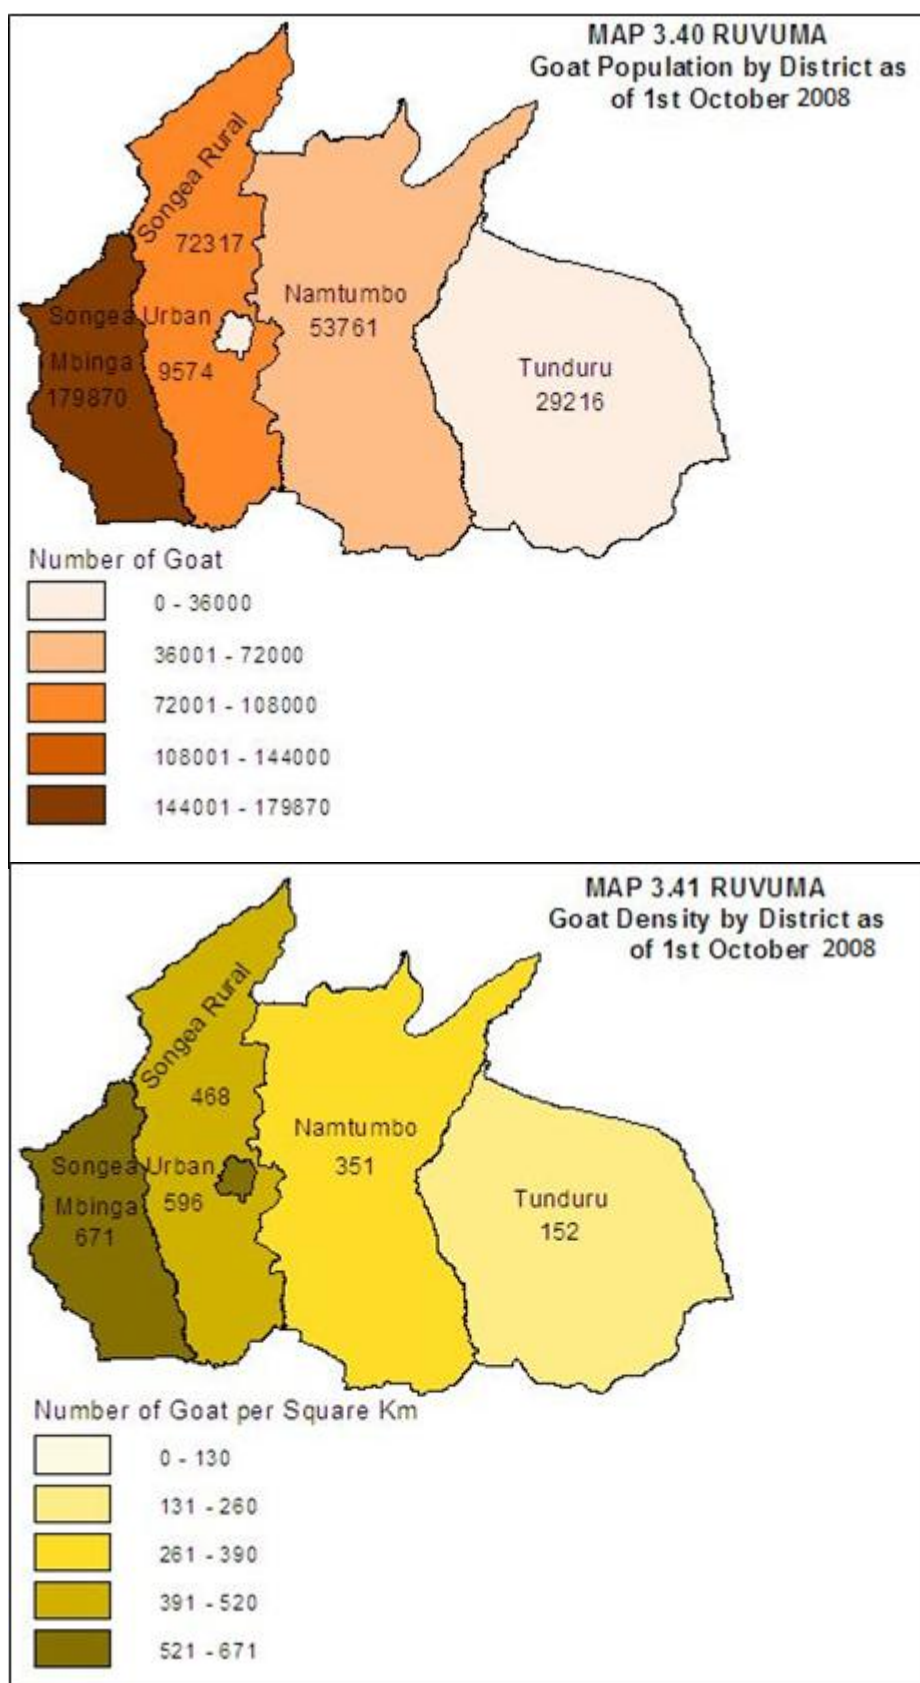 MAP 3.40 RUVUMA
Goat Population by District as
of 1st October 2008
Songea Rural
72317
Namtumbo
53761
Songea Urban
9574
Mbinga
179870
Tunduru
29216
Number of Goat
0 - 36000
36001 - 72000
72001 - 108000
108001 - 144000
144001 - 179870
MAP 3.41 RUVUMA
Goat Density by District as
of 1st October 2008
Songea Rural
468
Namtumbo
351
Songea Urban
596
Mbinga
671
Tunduru
152
Number of Goat per Square Km
0 - 130
131 - 260
261 - 390
391 - 520
521 - 671